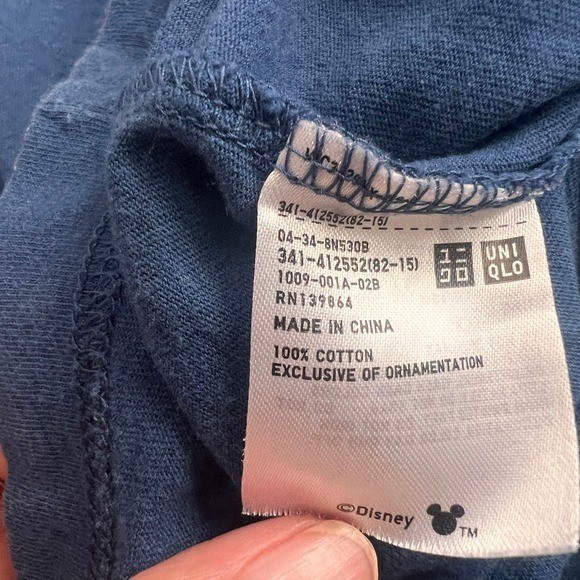 341-412552(82-15)
04-34-8N530B
341-412552(82-15)
1009-001A-02B
RN139864
MADE IN CHINA
100% COTTON
EXCLUSIVE OF ORNAMENTATION
ユニ
クロ
UNI
QLO
©Disney
TM